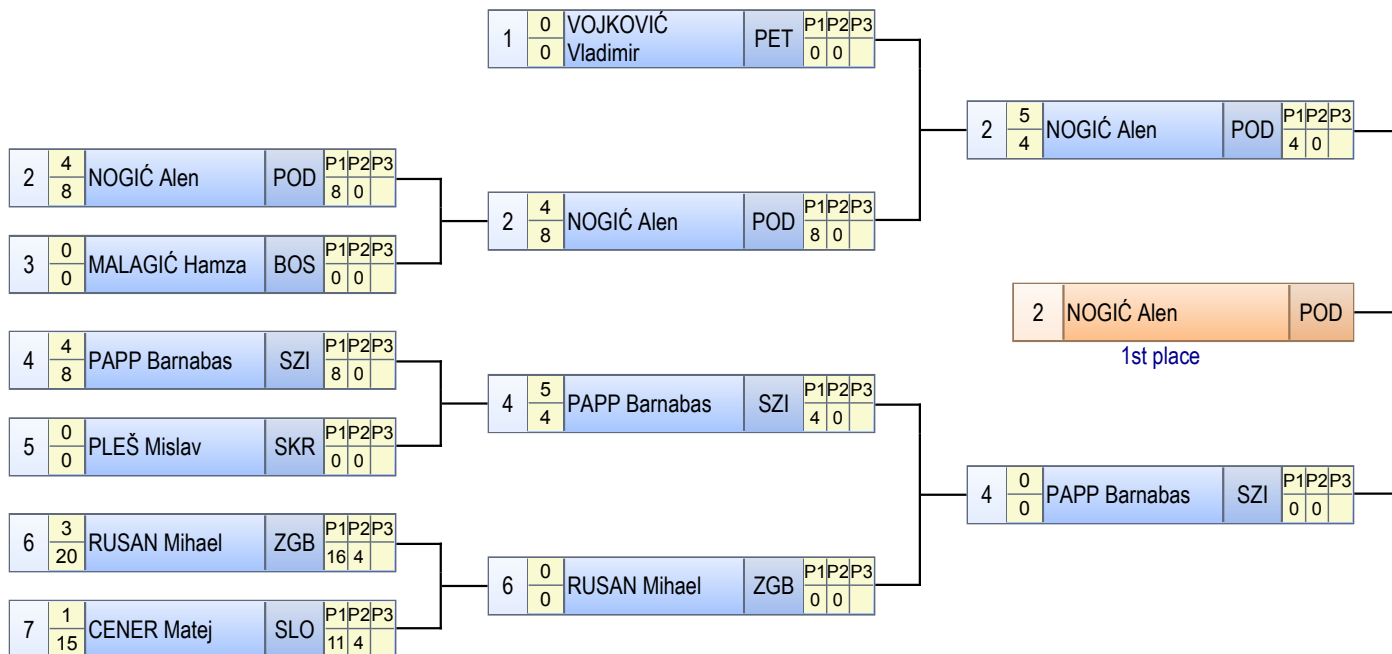 1 0 VOJKOVIĆ PET P1 P2 P3
0 Vladimir 0 0
2 5 NOGIĆ Alen POD P1 P2 P3
4 4 0
2 4 NOGIĆ Alen POD P1 P2 P3
8 8 0
2 4 NOGIĆ Alen POD P1 P2 P3
8 8 0
3 0 MALAGIĆ Hamza BOS P1 P2 P3
0 0 0
2 NOGIĆ Alen POD
1st place
4 4 PAPP Barnabas SZI P1 P2 P3
8 8 0
4 5 PAPP Barnabas SZI P1 P2 P3
4 4 0
5 0 PLEŠ Mislav SKR P1 P2 P3
0 0 0
4 0 PAPP Barnabas SZI P1 P2 P3
0 0 0
6 3 RUSAN Mihael ZGB P1 P2 P3
20 16 4
6 0 RUSAN Mihael ZGB P1 P2 P3
0 0 0
7 1 CENER Matej SLO P1 P2 P3
15 11 4